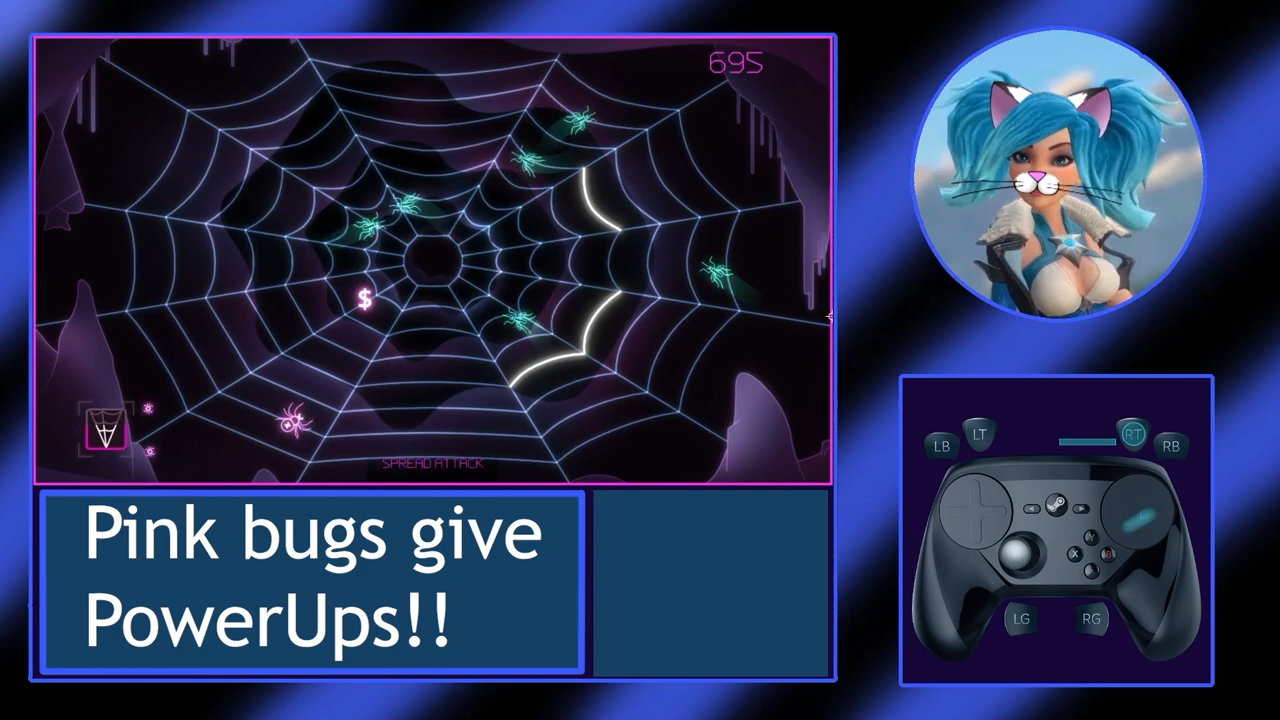 695
$
SPREAD ATTACK
Pink bugs give
PowerUps!!
LB
LT
RT
RB
Y
X
B
LG
RG